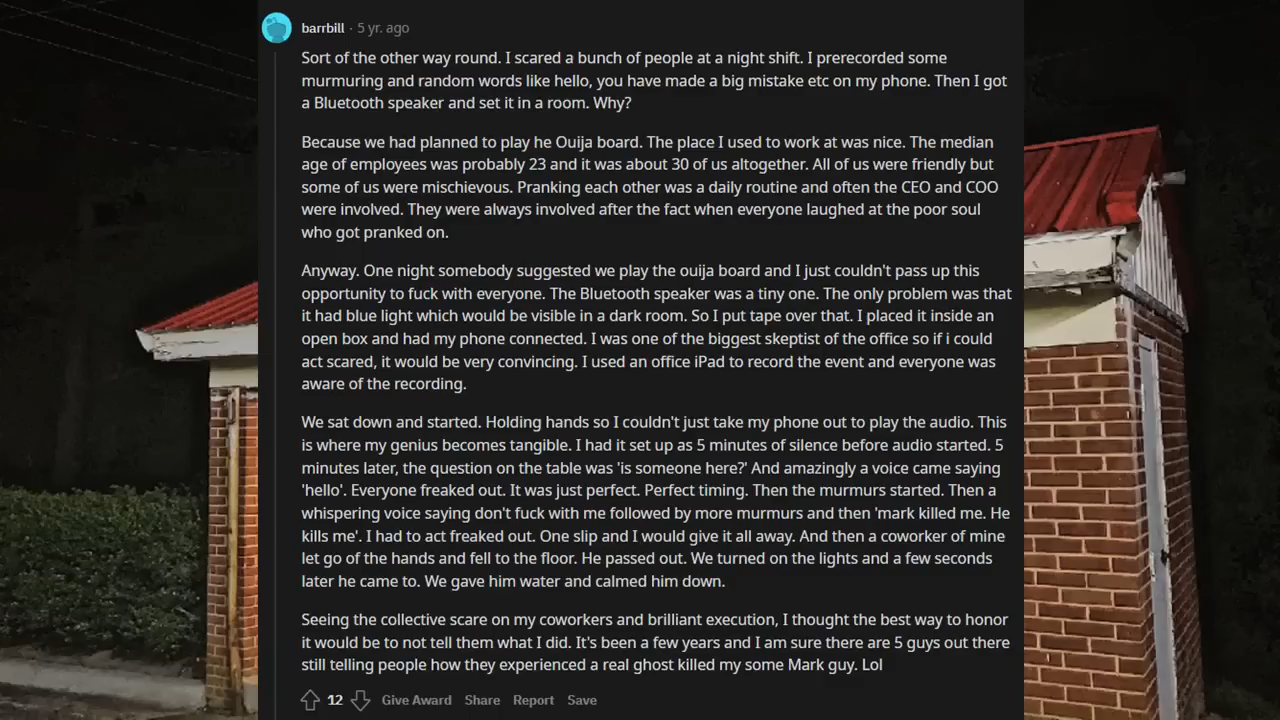 barrbill · 5 yr. ago
Sort of the other way round. I scared a bunch of people at a night shift. I prerecorded some
murmuring and random words like hello, you have made a big mistake etc on my phone. Then I got
a Bluetooth speaker and set it in a room. Why?
Because we had planned to play he Ouija board. The place I used to work at was nice. The median
age of employees was probably 23 and it was about 30 of us altogether. All of us were friendly but
some of us were mischievous. Pranking each other was a daily routine and often the CEO and COO
were involved. They were always involved after the fact when everyone laughed at the poor soul
who got pranked on.
Anyway. One night somebody suggested we play the ouija board and I just couldn't pass up this
opportunity to fuck with everyone. The Bluetooth speaker was a tiny one. The only problem was that
it had blue light which would be visible in a dark room. So I put tape over that. I placed it inside an
open box and had my phone connected. I was one of the biggest skeptist of the office so if i could
act scared, it would be very convincing. I used an office iPad to record the event and everyone was
aware of the recording.
We sat down and started. Holding hands so I couldn't just take my phone out to play the audio. This
is where my genius becomes tangible. I had it set up as 5 minutes of silence before audio started. 5
minutes later, the question on the table was 'is someone here?' And amazingly a voice came saying
'hello'. Everyone freaked out. It was just perfect. Perfect timing. Then the murmurs started. Then a
whispering voice saying don't fuck with me followed by more murmurs and then 'mark killed me. He
kills me'. I had to act freaked out. One slip and I would give it all away. And then a coworker of mine
let go of the hands and fell to the floor. He passed out. We turned on the lights and a few seconds
later he came to. We gave him water and calmed him down.
Seeing the collective scare on my coworkers and brilliant execution, I thought the best way to honor
it would be to not tell them what I did. It's been a few years and I am sure there are 5 guys out there
still telling people how they experienced a real ghost killed my some Mark guy. Lol
12 Give Award Share Report Save